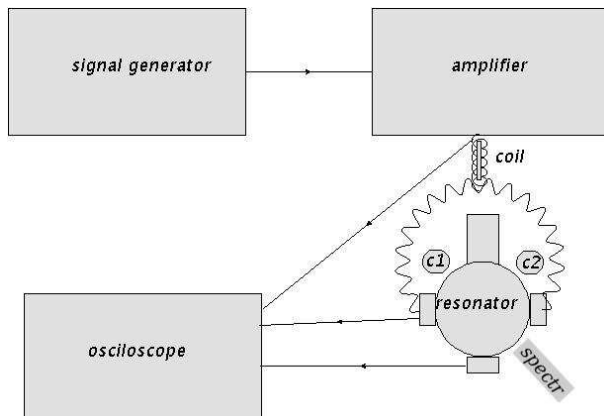 signal generator
amplifier
coil
c1
c2
resonator
osciloscope
spectr